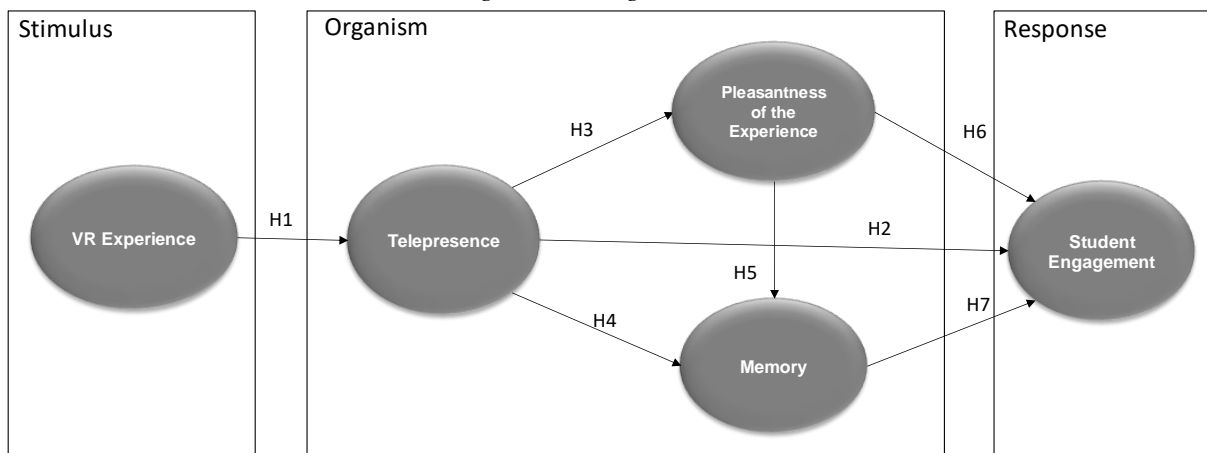 Stimulus
Organism
Response
Pleasantness
of the
Experience
H3
H6
H1
VR Experience
Telepresence
H2
Student
Engagement
H5
H4
H7
Memory